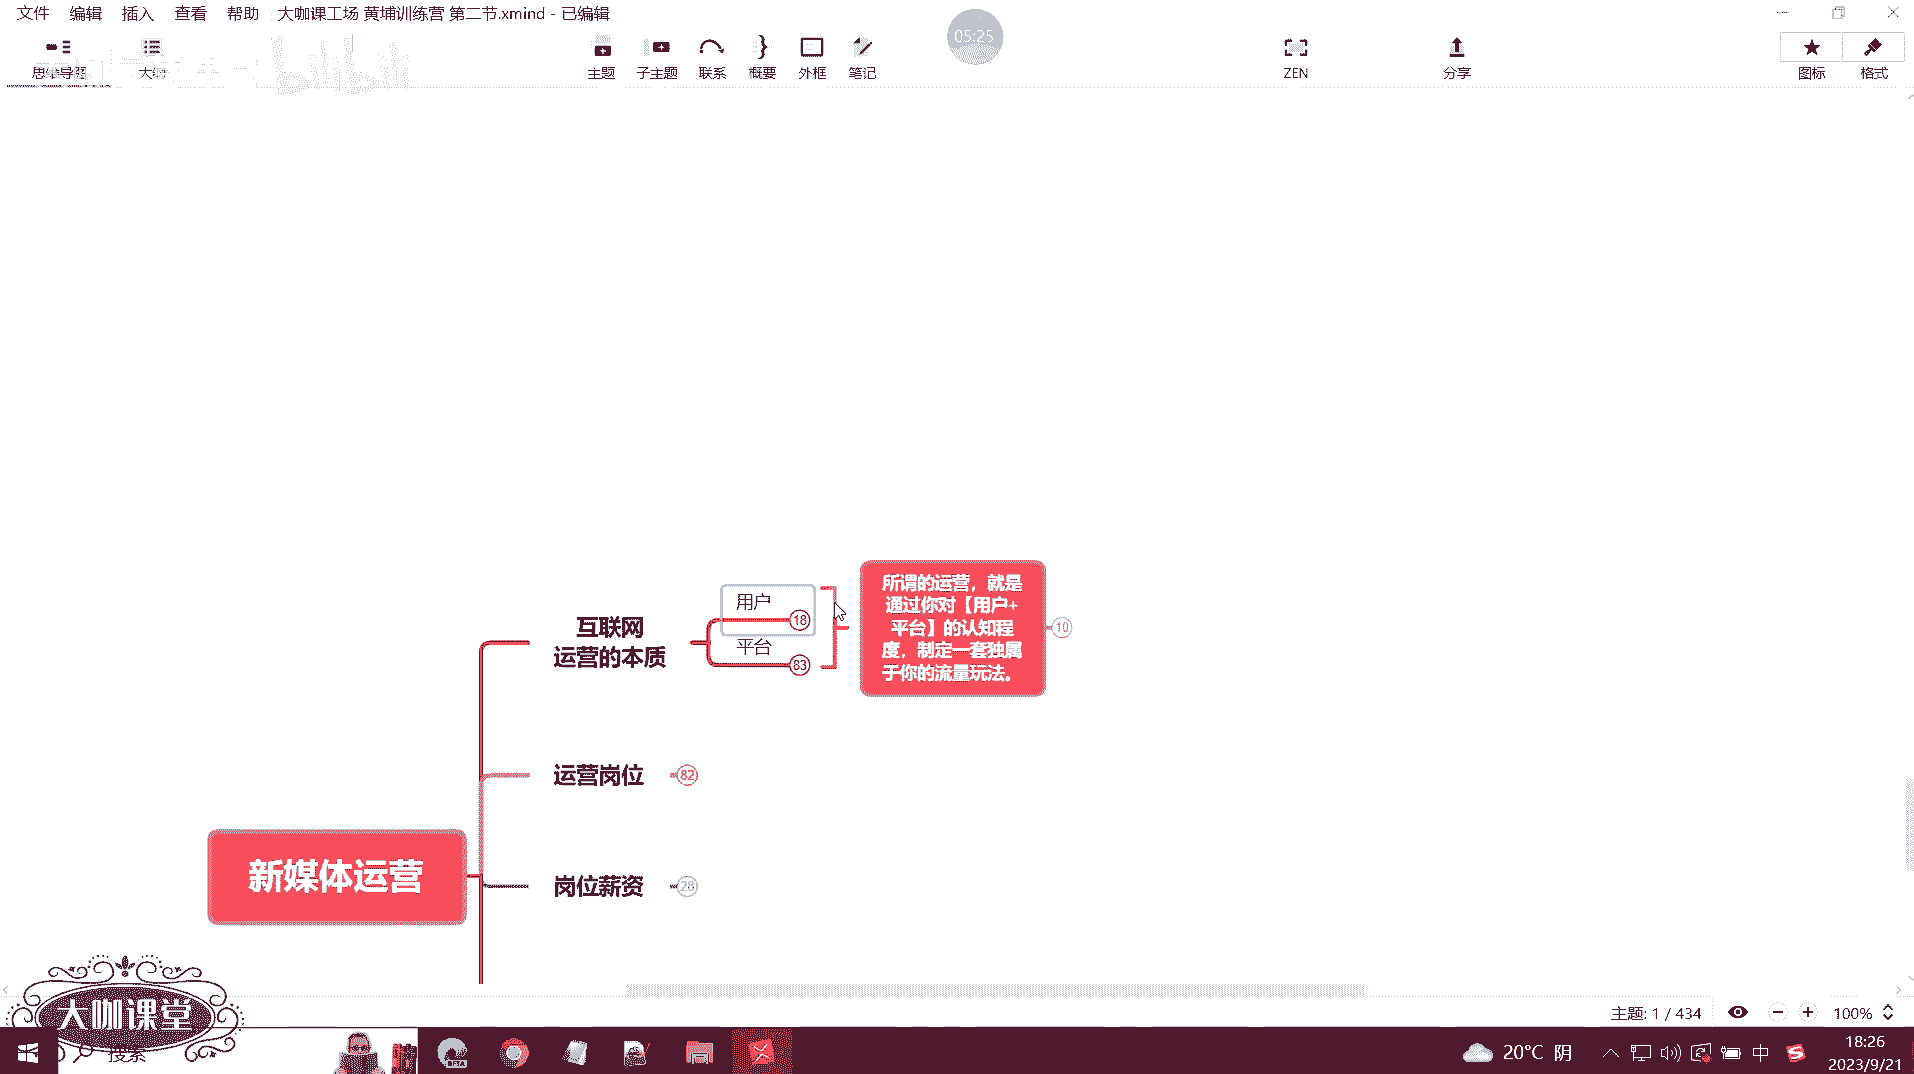 文件 编辑 插入 查看 帮助 大咖课工场 黄埔训练营 第二节.xmind - 已编辑
05:25
思维导图 大纲 主题 子主题 联系 概要 外框 笔记 ZEN 分享 图标 格式
bilibili
所谓的运营，就是
通过你对【用户+
平台】的认知程
度，制定一套独属
于你的流量玩法。
10
用户
18
平台
83
互联网
运营的本质
运营岗位
82
新媒体运营
岗位薪资
28
大咖课堂
主题: 1 / 434
100%
搜索
BETA
20°C 阴
中
18:26
2023/9/21